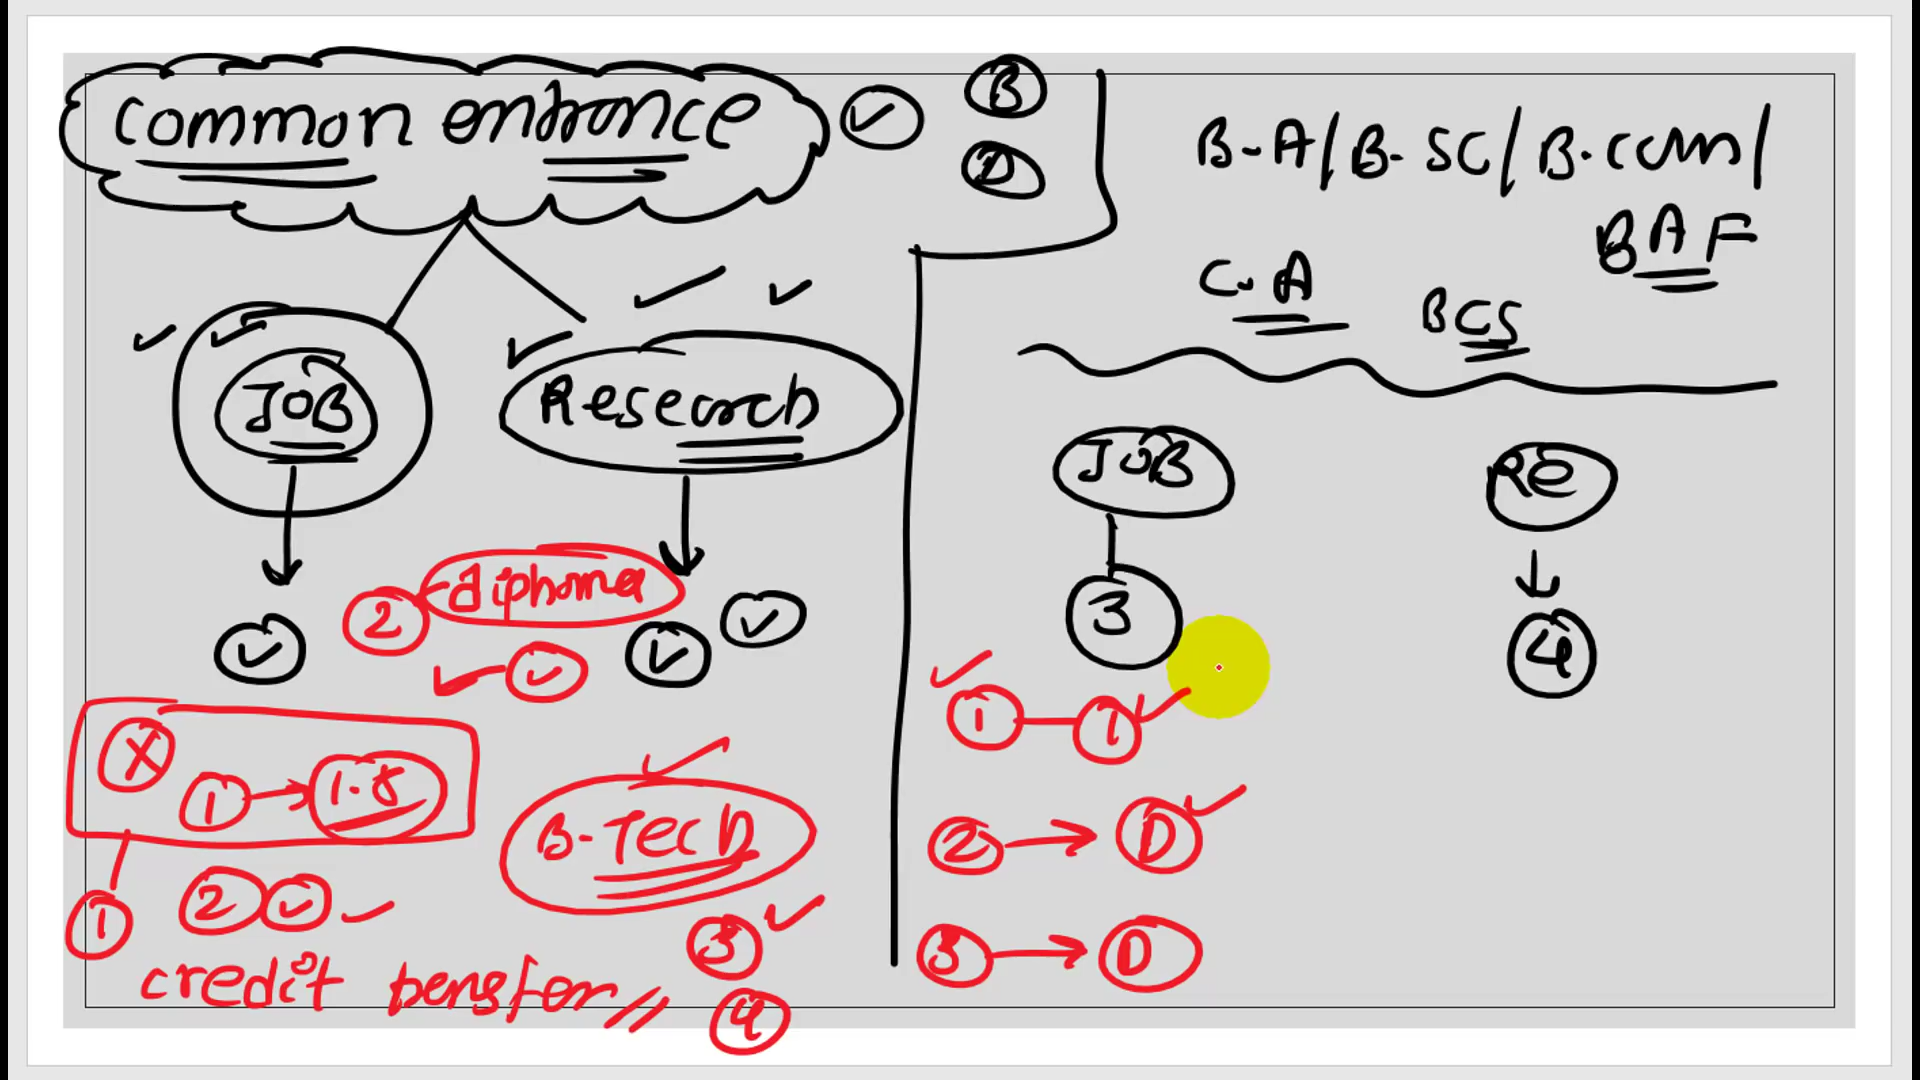 common entrance
B
D
B-A/B-SC/B.com/
BAF
C.A
BCS
JOB
Research
JOB
RE
2 diploma
3
4
X
1 → 1.5
1
2
B-Tech
3
4
credit transfer
1 — 1
2 → D
3 → D